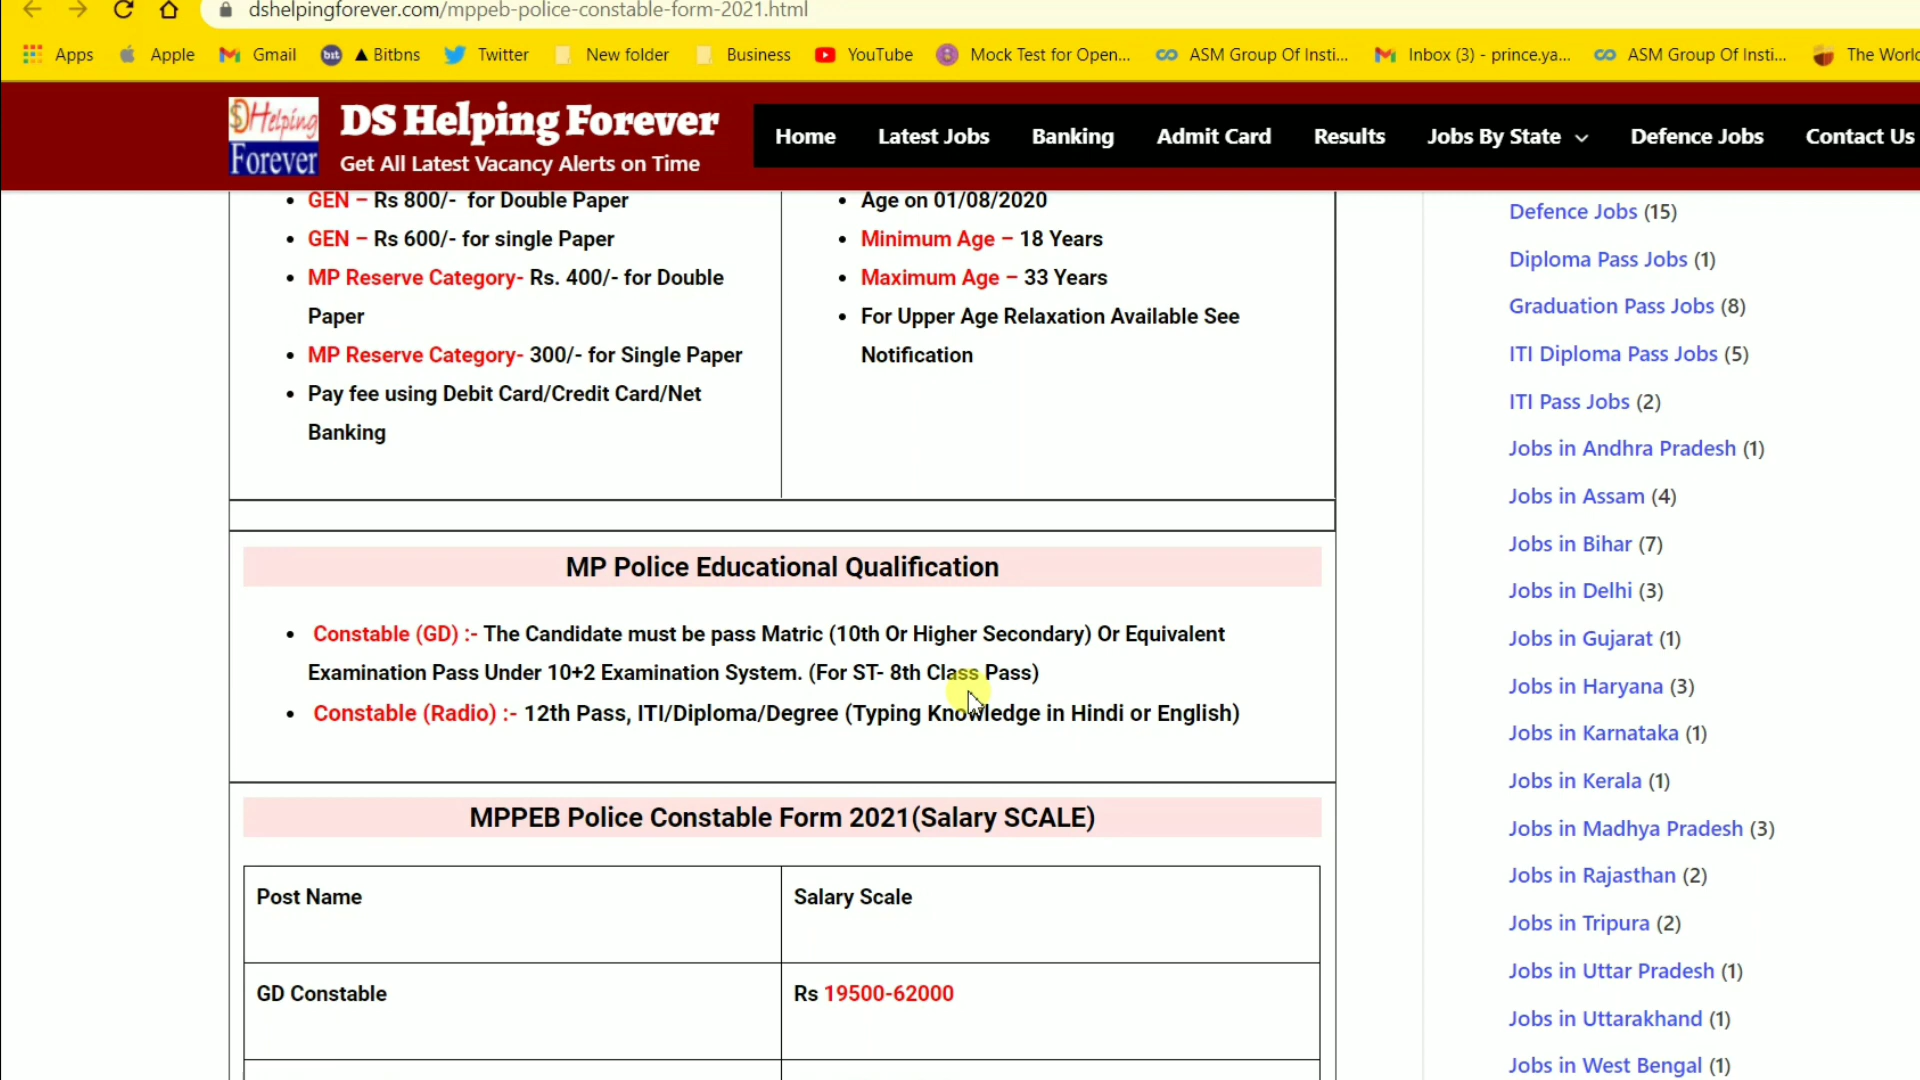 dshelpingforever.com/mppeb-police-constable-form-2021.html
Apps Apple Gmail bit ▲ Bitbns Twitter New folder Business YouTube Mock Test for Open... ASM Group Of Insti... Inbox (3) - prince.ya... ASM Group Of Insti... The World
DHelping
Forever
DS Helping Forever
Get All Latest Vacancy Alerts on Time
Home Latest Jobs Banking Admit Card Results Jobs By State Defence Jobs Contact Us
• GEN – Rs 800/- for Double Paper
• GEN – Rs 600/- for single Paper
• MP Reserve Category- Rs. 400/- for Double
Paper
• MP Reserve Category- 300/- for Single Paper
• Pay fee using Debit Card/Credit Card/Net
Banking
• Age on 01/08/2020
• Minimum Age – 18 Years
• Maximum Age – 33 Years
• For Upper Age Relaxation Available See
Notification
MP Police Educational Qualification
• Constable (GD) :- The Candidate must be pass Matric (10th Or Higher Secondary) Or Equivalent
Examination Pass Under 10+2 Examination System. (For ST- 8th Class Pass)
• Constable (Radio) :- 12th Pass, ITI/Diploma/Degree (Typing Knowledge in Hindi or English)
MPPEB Police Constable Form 2021(Salary SCALE)
Post Name Salary Scale
GD Constable Rs 19500-62000
Defence Jobs (15)
Diploma Pass Jobs (1)
Graduation Pass Jobs (8)
ITI Diploma Pass Jobs (5)
ITI Pass Jobs (2)
Jobs in Andhra Pradesh (1)
Jobs in Assam (4)
Jobs in Bihar (7)
Jobs in Delhi (3)
Jobs in Gujarat (1)
Jobs in Haryana (3)
Jobs in Karnataka (1)
Jobs in Kerala (1)
Jobs in Madhya Pradesh (3)
Jobs in Rajasthan (2)
Jobs in Tripura (2)
Jobs in Uttar Pradesh (1)
Jobs in Uttarakhand (1)
Jobs in West Bengal (1)